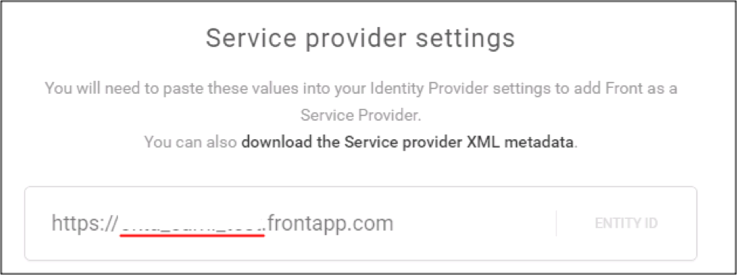 Service provider settings
You will need to paste these values into your Identity Provider settings to add Front as a
Service Provider.
You can also download the Service provider XML metadata.
https:// .frontapp.com ENTITY ID